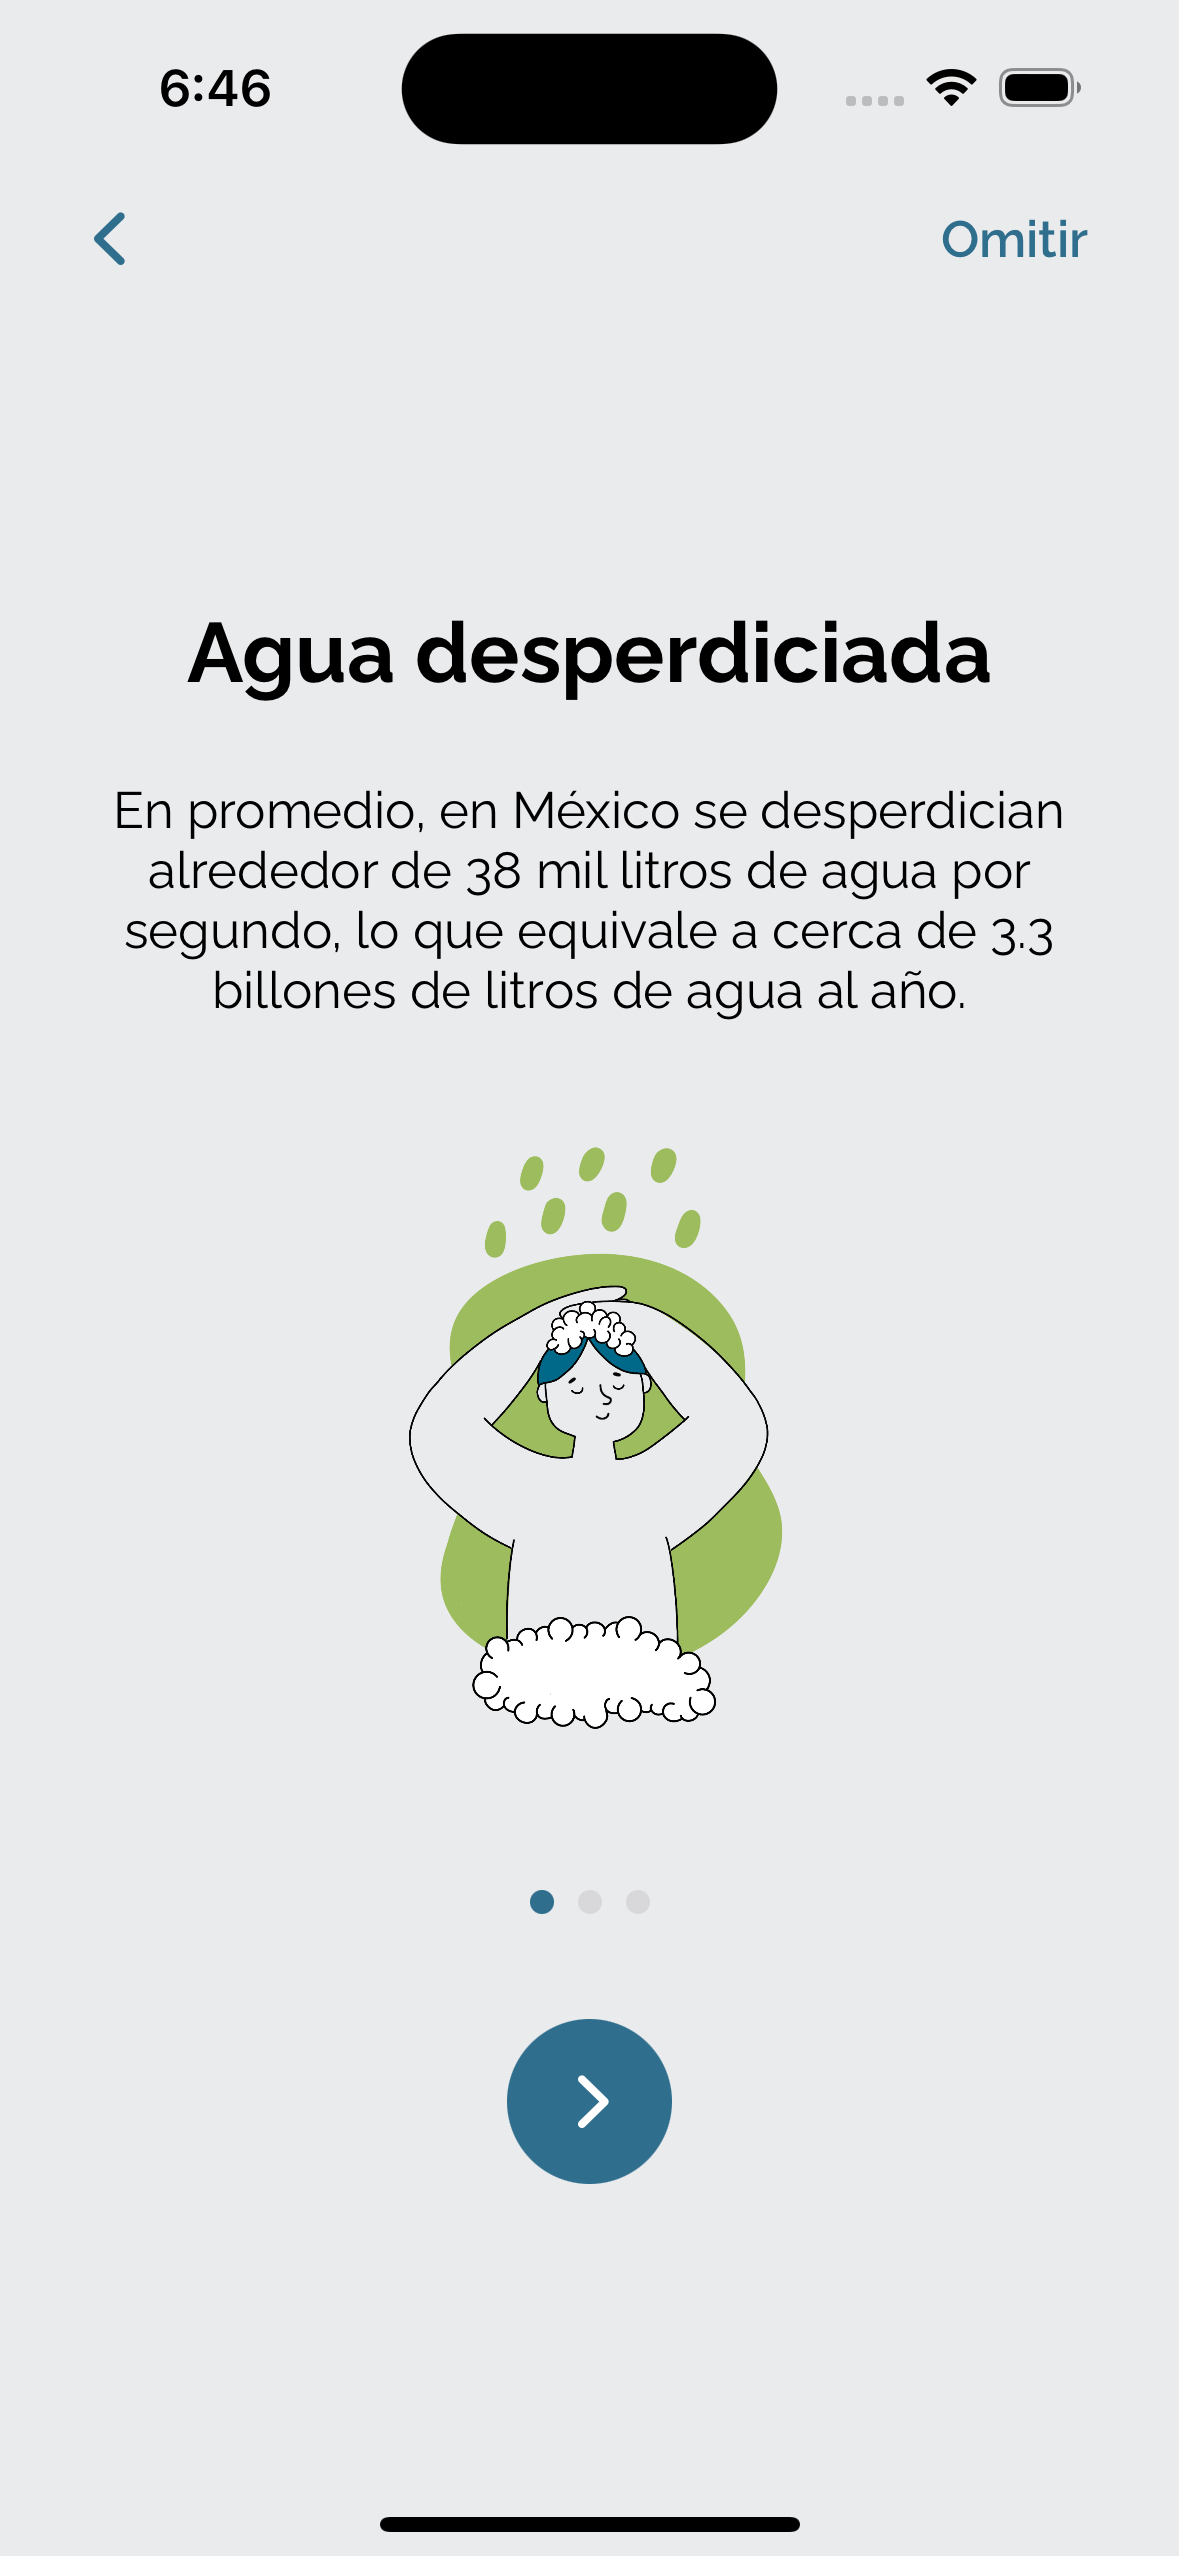 6:46
Omitir
Agua desperdiciada
En promedio, en México se desperdician
alrededor de 38 mil litros de agua por
segundo, lo que equivale a cerca de 3.3
billones de litros de agua al año.